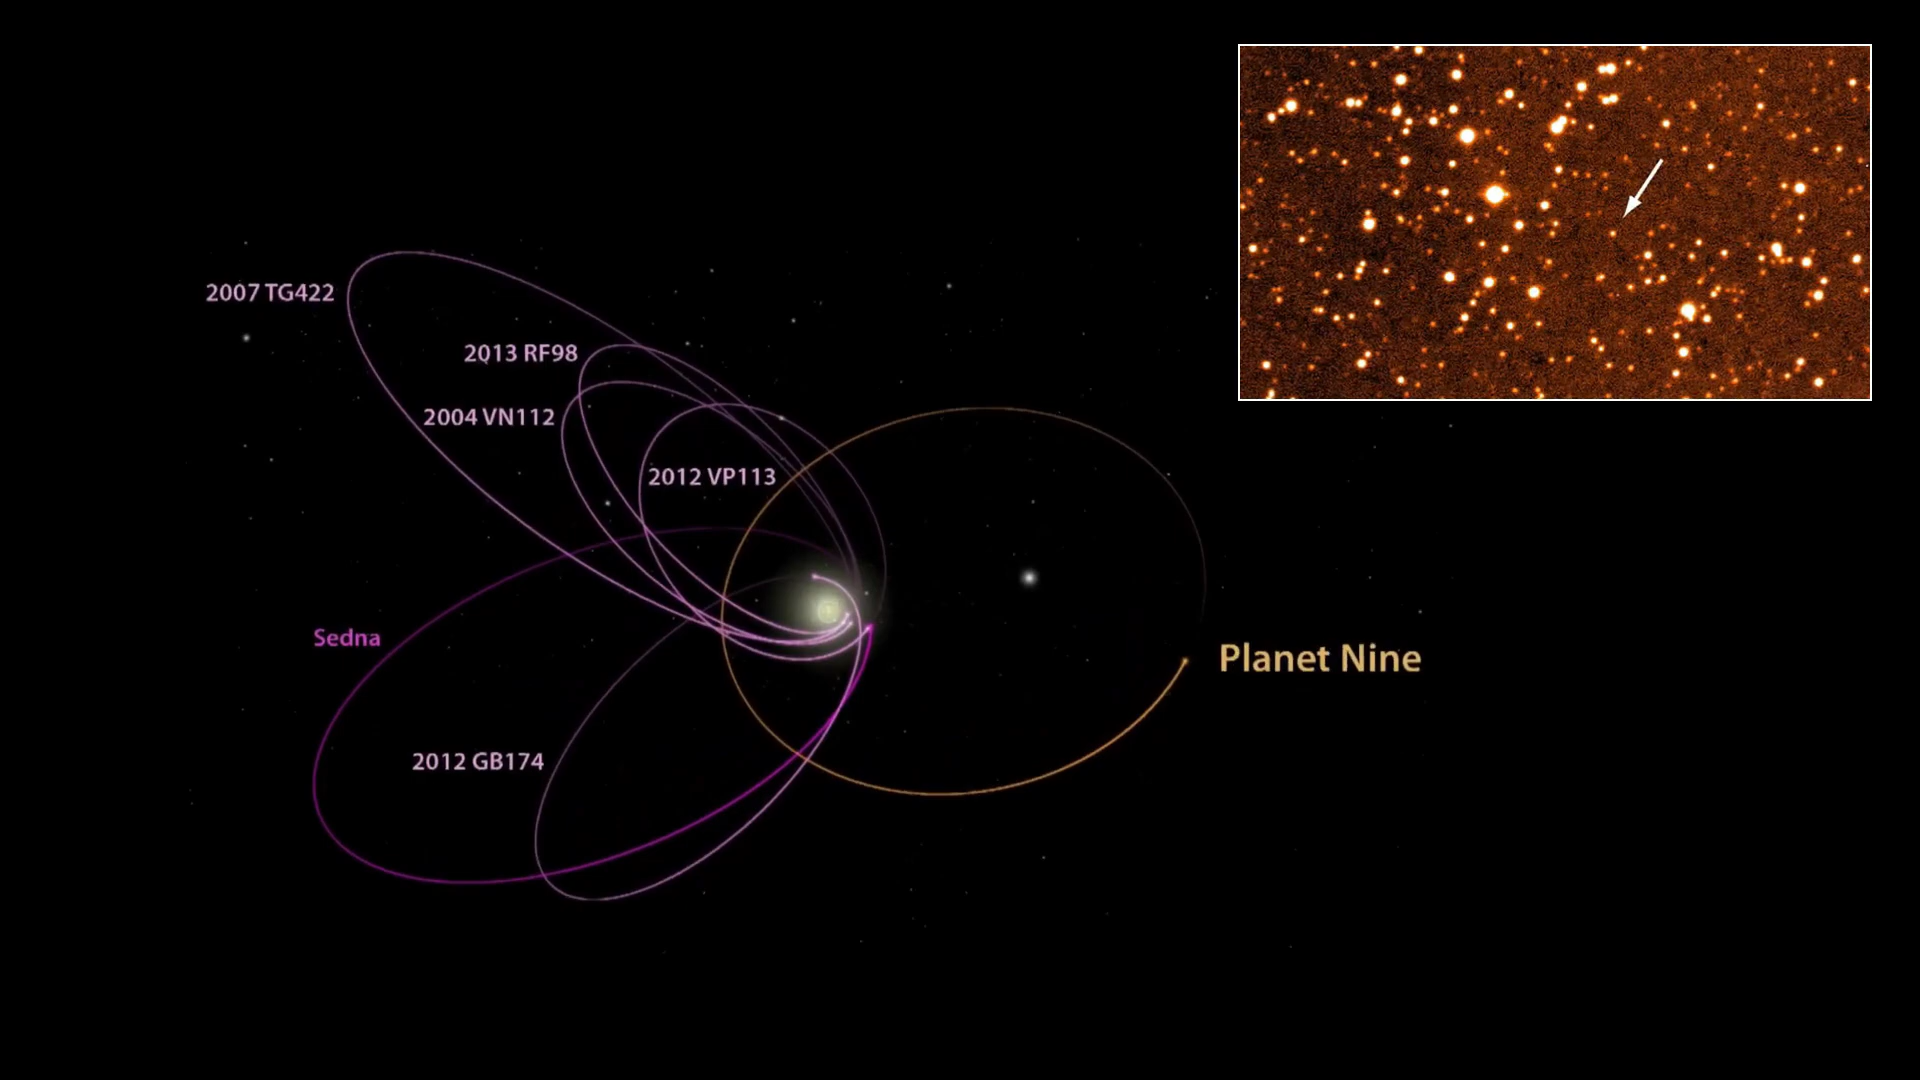 2007 TG422
2013 RF98
2004 VN112
2012 VP113
Sedna
Planet Nine
2012 GB174